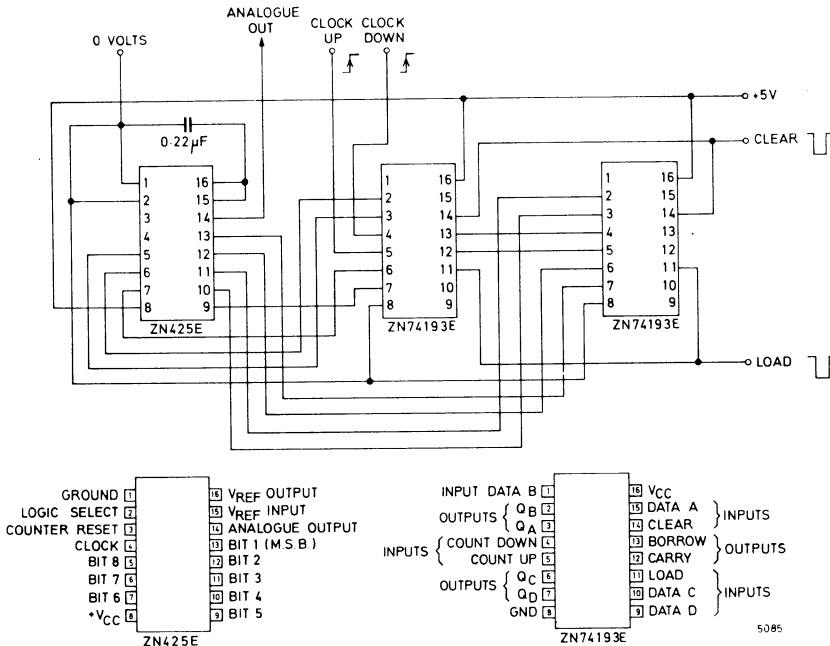 ANALOGUE OUT
0 VOLTS
CLOCK UP
CLOCK DOWN
+5V
0·22µF
CLEAR
1 16
2 15
3 14
4 13
5 12
6 11
7 10
8 9
ZN425E
1 16
2 15
3 14
4 13
5 12
6 11
7 10
8 9
ZN74193E
1 16
2 15
3 14
4 13
5 12
6 11
7 10
8 9
ZN74193E
LOAD
GROUND 1 16 VREF OUTPUT
LOGIC SELECT 2 15 VREF INPUT
COUNTER RESET 3 14 ANALOGUE OUTPUT
CLOCK 4 13 BIT 1 (M.S.B.)
BIT 8 5 12 BIT 2
BIT 7 6 11 BIT 3
BIT 6 7 10 BIT 4
+VCC 8 9 BIT 5
ZN425E
INPUT DATA B 1 16 VCC
OUTPUTS { QB 2 15 DATA A } INPUTS
QA 3 14 CLEAR
INPUTS { COUNT DOWN 4 13 BORROW } OUTPUTS
COUNT UP 5 12 CARRY
OUTPUTS { QC 6 11 LOAD } INPUTS
QD 7 10 DATA C
GND 8 9 DATA D
ZN74193E
5085